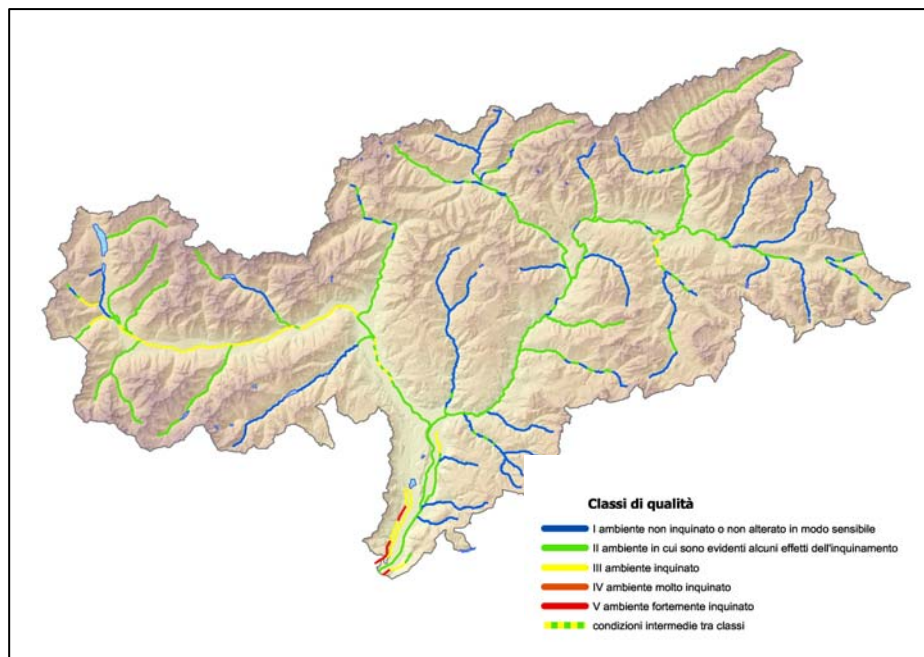 Classi di qualità
I ambiente non inquinato o non alterato in modo sensibile
II ambiente in cui sono evidenti alcuni effetti dell'inquinamento
III ambiente inquinato
IV ambiente molto inquinato
V ambiente fortemente inquinato
condizioni intermedie tra classi